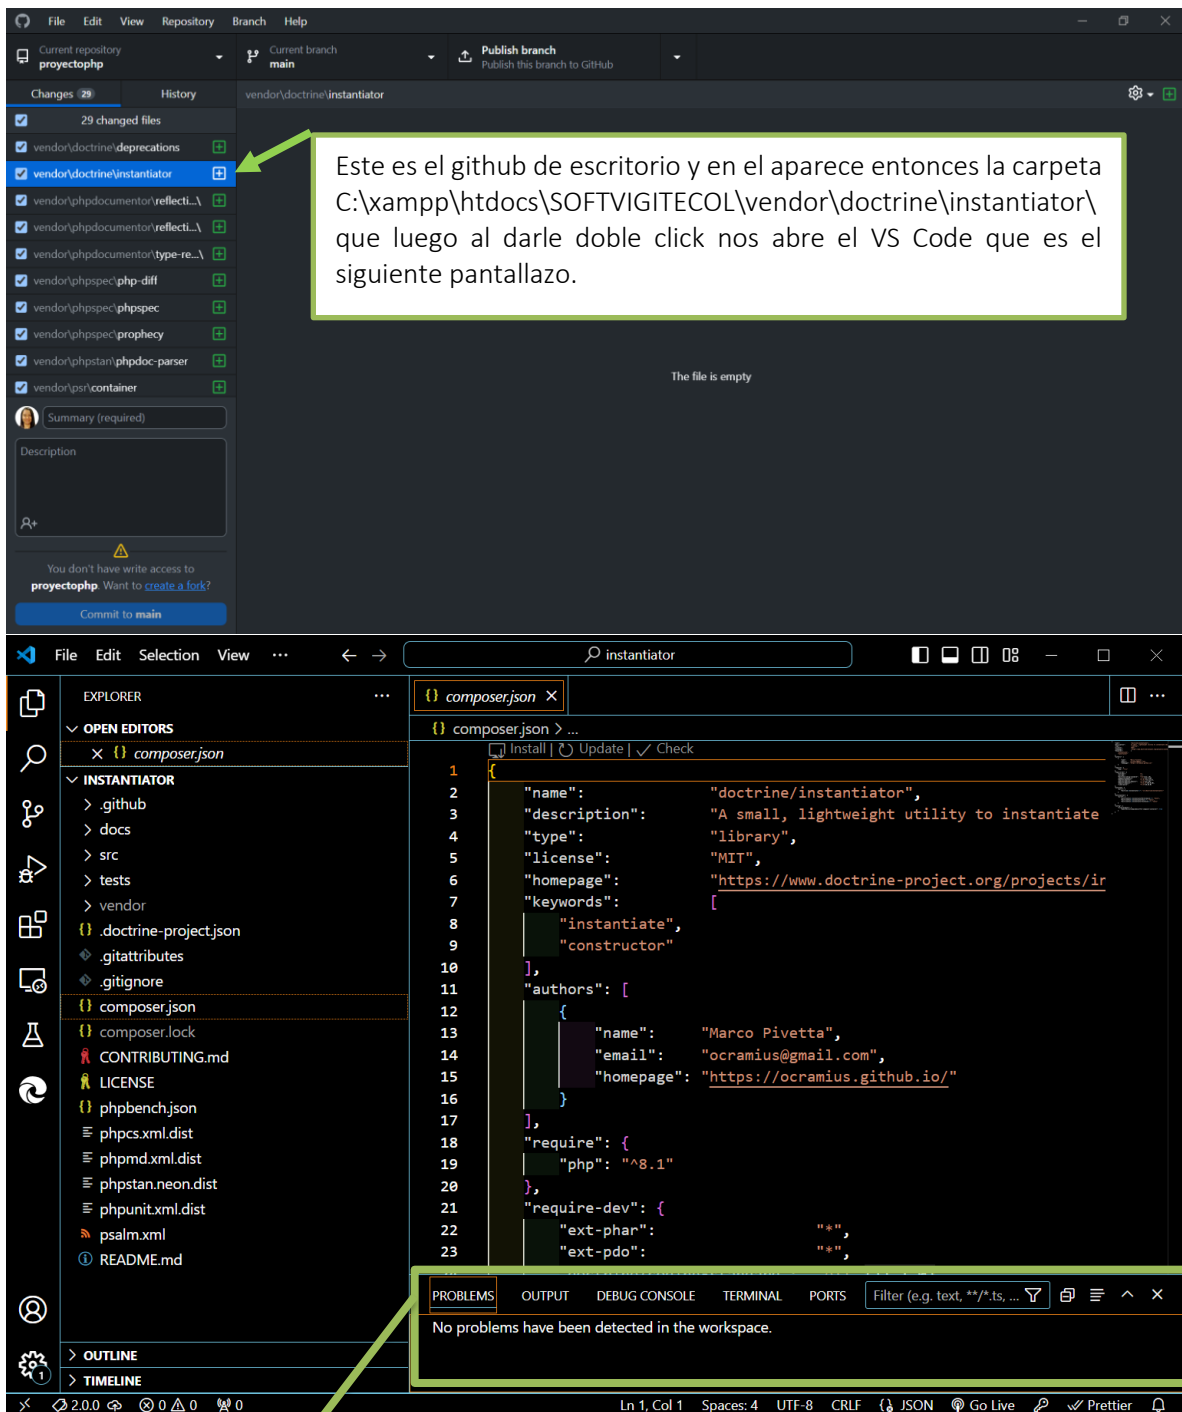 File Edit View Repository Branch Help
Current repository
proyectophp
Current branch
main
Publish branch
Publish this branch to GitHub
Changes 29 History
vendor\doctrine\instantiator
29 changed files
vendor\doctrine\deprecations
vendor\doctrine\instantiator
vendor\phpdocumentor\reflecti...\
vendor\phpdocumentor\reflecti...\
vendor\phpdocumentor\type-re...\
vendor\phpspec\php-diff
vendor\phpspec\phpspec
vendor\phpspec\prophecy
vendor\phpstan\phpdoc-parser
vendor\psr\container
Este es el github de escritorio y en el aparece entonces la carpeta
C:\xampp\htdocs\SOFTVIGITECOL\vendor\doctrine\instantiator\
que luego al darle doble click nos abre el VS Code que es el
siguiente pantallazo.
The file is empty
Summary (required)
Description
You don't have write access to
proyectophp. Want to create a fork?
Commit to main
File Edit Selection View ··· ← → instantiator
EXPLORER ···
OPEN EDITORS
× {} composer.json
INSTANTIATOR
> .github
> docs
> src
> tests
> vendor
{} .doctrine-project.json
.gitattributes
.gitignore
{} composer.json
{} composer.lock
CONTRIBUTING.md
LICENSE
{} phpbench.json
phpcs.xml.dist
phpmd.xml.dist
phpstan.neon.dist
phpunit.xml.dist
psalm.xml
README.md
> OUTLINE
> TIMELINE
{} composer.json ×
{} composer.json > ...
Install | Update | Check
1 {
2 "name": "doctrine/instantiator",
3 "description": "A small, lightweight utility to instantiate
4 "type": "library",
5 "license": "MIT",
6 "homepage": "https://www.doctrine-project.org/projects/ir
7 "keywords": [
8 "instantiate",
9 "constructor"
10 ],
11 "authors": [
12 {
13 "name": "Marco Pivetta",
14 "email": "ocramius@gmail.com",
15 "homepage": "https://ocramius.github.io/"
16 }
17 ],
18 "require": {
19 "php": "^8.1"
20 },
21 "require-dev": {
22 "ext-phar": "*",
23 "ext-pdo": "*",
PROBLEMS OUTPUT DEBUG CONSOLE TERMINAL PORTS Filter (e.g. text, **/*.ts, ...
No problems have been detected in the workspace.
1
2.0.0 0 0 0 Ln 1, Col 1 Spaces: 4 UTF-8 CRLF {} JSON Go Live Prettier